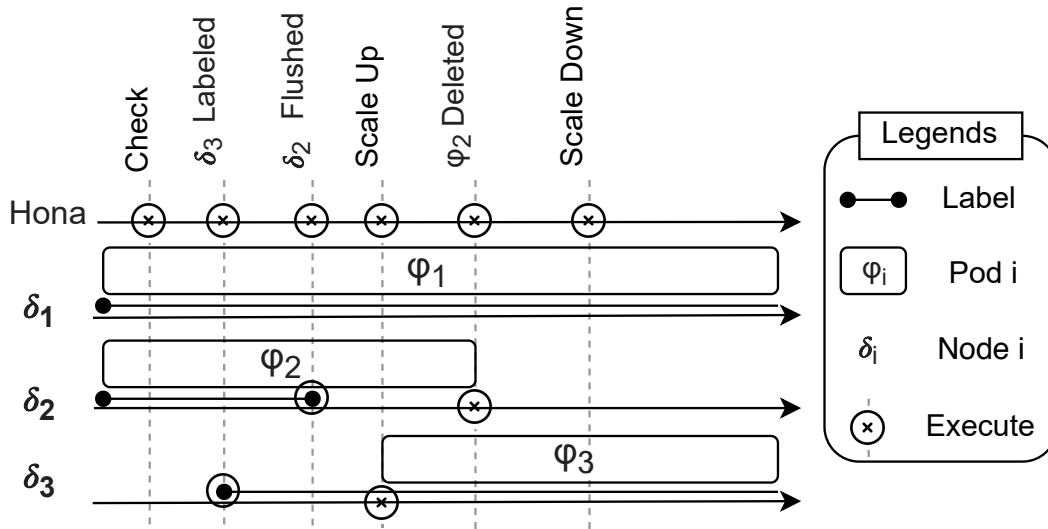 Check
δ3 Labeled
δ2 Flushed
Scale Up
φ2 Deleted
Scale Down
Hona
φ1
δ1
φ2
δ2
φ3
δ3
Legends
Label
φi Pod i
δi Node i
Execute